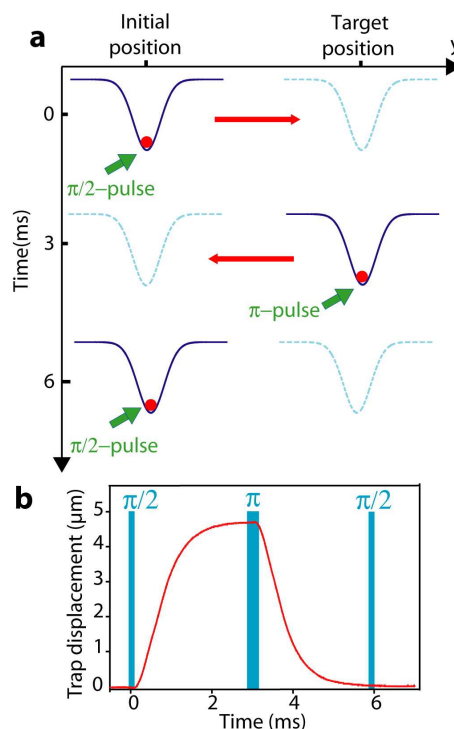 Initial
position
Target
position
a
y
0
π/2–pulse
Time(ms)
3
π–pulse
6
π/2–pulse
b
π/2
π
π/2
Trap displacement (μm)
5
4
3
2
1
0
0
2
4
6
Time (ms)